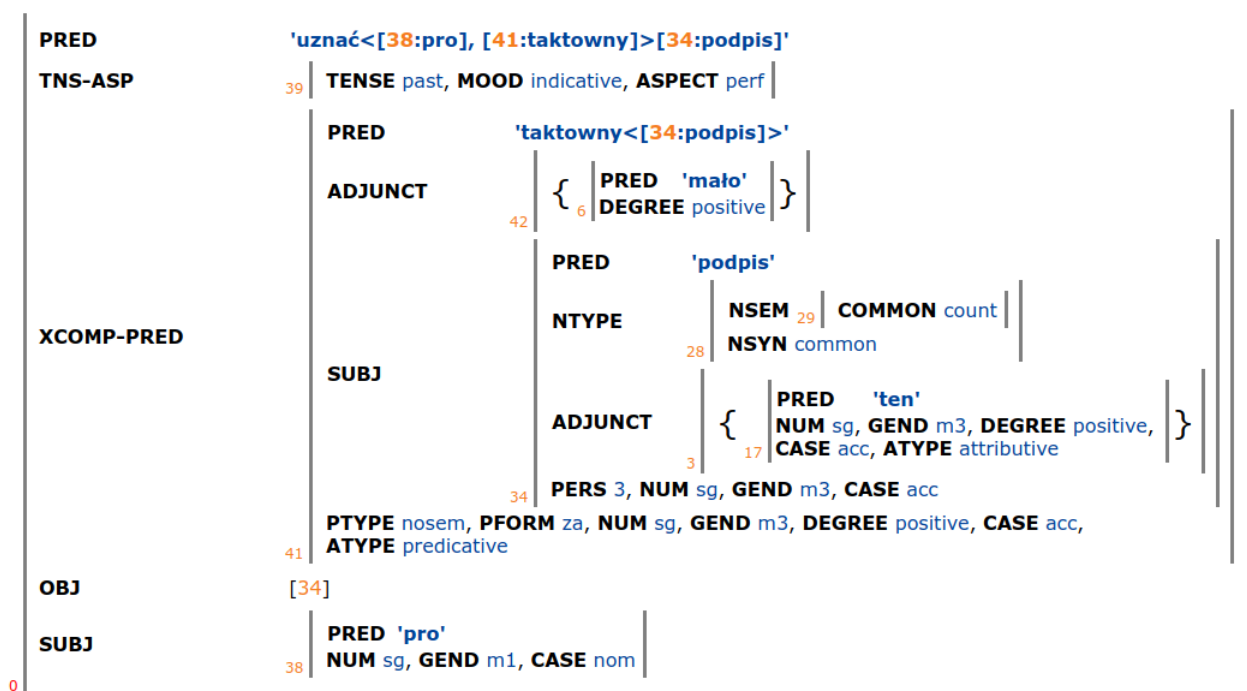 PRED 'uznać<[38:pro], [41:taktowny]>[34:podpis]'
TNS-ASP 39 TENSE past, MOOD indicative, ASPECT perf
PRED 'taktowny<[34:podpis]>'
ADJUNCT 42 { 6 PRED 'mało'
DEGREE positive }
PRED 'podpis'
NTYPE 28 NSEM 29 COMMON count
NSYN common
XCOMP-PRED
SUBJ
ADJUNCT 3 { 17 PRED 'ten'
NUM sg, GEND m3, DEGREE positive,
CASE acc, ATYPE attributive }
34 PERS 3, NUM sg, GEND m3, CASE acc
PTYPE nosem, PFORM za, NUM sg, GEND m3, DEGREE positive, CASE acc,
41 ATYPE predicative
OBJ [34]
SUBJ 38 PRED 'pro'
NUM sg, GEND m1, CASE nom
0